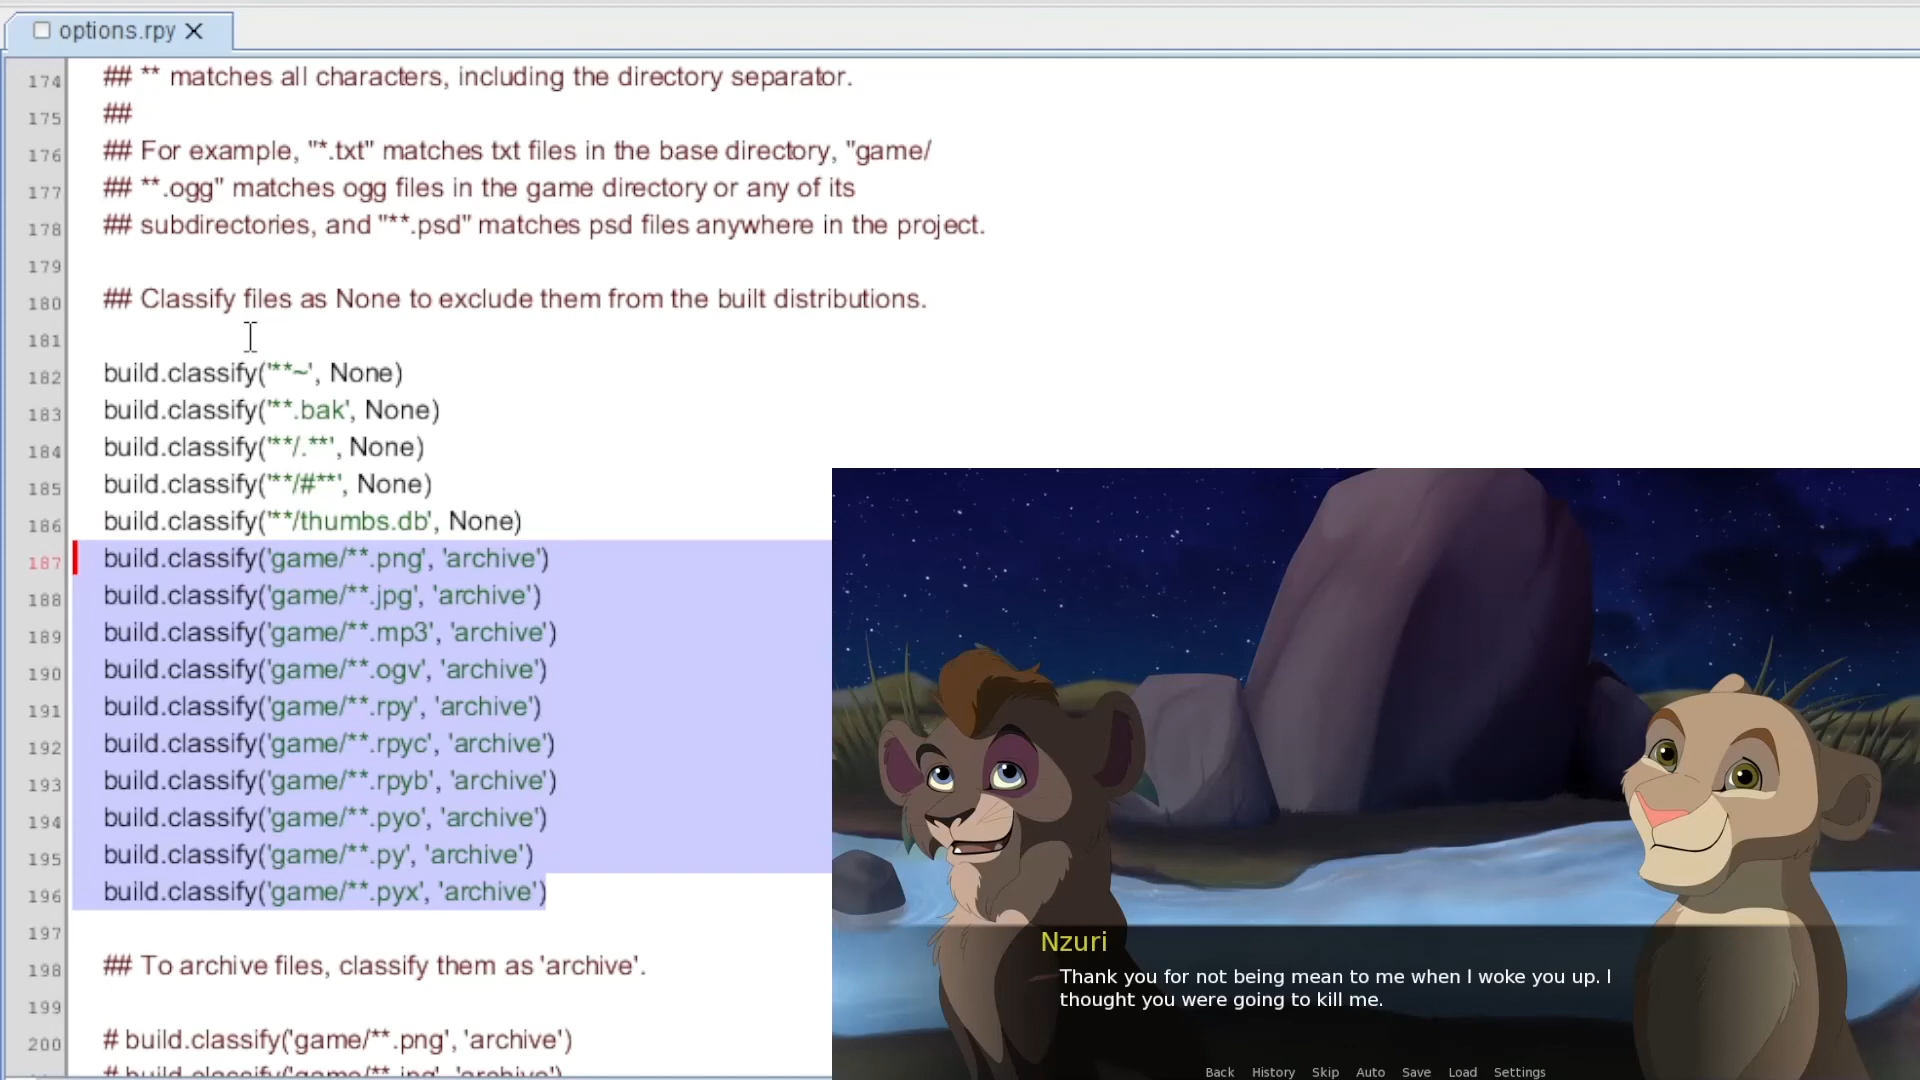 options.rpy
174 ## ** matches all characters, including the directory separator.
175 ##
176 ## For example, "*.txt" matches txt files in the base directory, "game/
177 ## **.ogg" matches ogg files in the game directory or any of its
178 ## subdirectories, and "**.psd" matches psd files anywhere in the project.
179
180 ## Classify files as None to exclude them from the built distributions.
181
182 build.classify('**~', None)
183 build.classify('**.bak', None)
184 build.classify('**/.**', None)
185 build.classify('**/#**', None)
186 build.classify('**/thumbs.db', None)
187 build.classify('game/**.png', 'archive')
188 build.classify('game/**.jpg', 'archive')
189 build.classify('game/**.mp3', 'archive')
190 build.classify('game/**.ogv', 'archive')
191 build.classify('game/**.rpy', 'archive')
192 build.classify('game/**.rpyc', 'archive')
193 build.classify('game/**.rpyb', 'archive')
194 build.classify('game/**.pyo', 'archive')
195 build.classify('game/**.py', 'archive')
196 build.classify('game/**.pyx', 'archive')
197
198 ## To archive files, classify them as 'archive'.
199
200 # build.classify('game/**.png', 'archive')
# build.classify('game/**.jpg', 'archive')
Nzuri
Thank you for not being mean to me when I woke you up. I
thought you were going to kill me.
Back History Skip Auto Save Load Settings